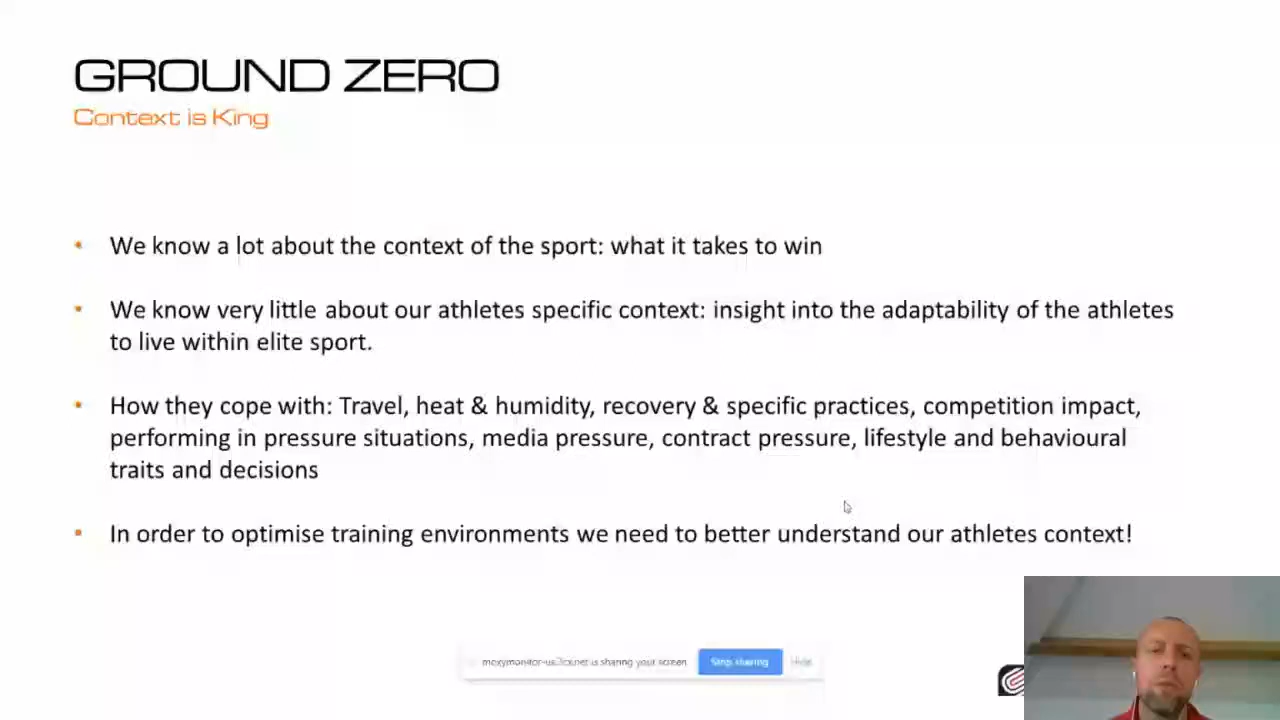 GROUND ZERO
Context is King
• We know a lot about the context of the sport: what it takes to win
• We know very little about our athletes specific context: insight into the adaptability of the athletes
to live within elite sport.
• How they cope with: Travel, heat & humidity, recovery & specific practices, competition impact,
performing in pressure situations, media pressure, contract pressure, lifestyle and behavioural
traits and decisions
• In order to optimise training environments we need to better understand our athletes context!
is sharing your screen Stop sharing Hide